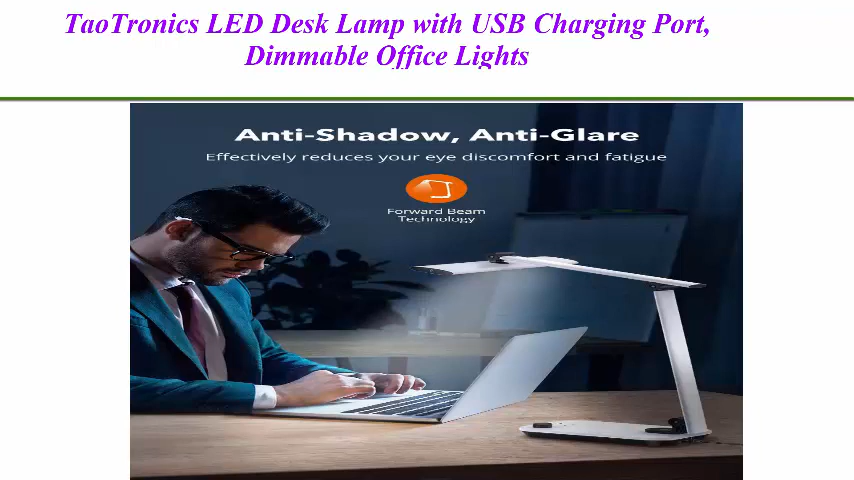 TaoTronics LED Desk Lamp with USB Charging Port,
Dimmable Office Lights
Anti-Shadow, Anti-Glare
Effectively reduces your eye discomfort and fatigue
Forward Beam
Technology